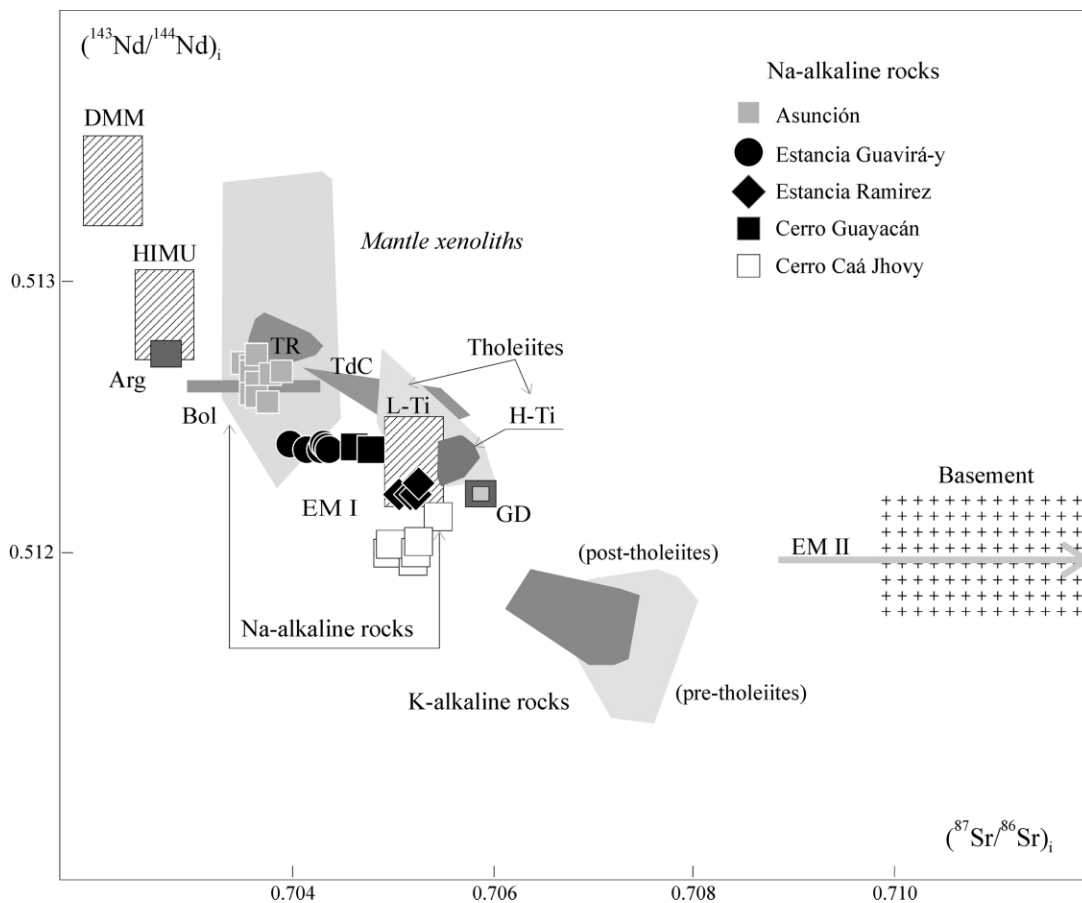 (¹⁴³Nd/¹⁴⁴Nd)ᵢ
Na-alkaline rocks
DMM
Asunción
Estancia Guavirá-y
Estancia Ramirez
Cerro Guayacán
Cerro Caá Jhovy
Mantle xenoliths
HIMU
0.513
TR
Tholeiites
TdC
Arg
L-Ti
Bol
H-Ti
Basement
EM I
GD
0.512
(post-tholeiites)
EM II
Na-alkaline rocks
K-alkaline rocks
(pre-tholeiites)
(⁸⁷Sr/⁸⁶Sr)ᵢ
0.704
0.706
0.708
0.710